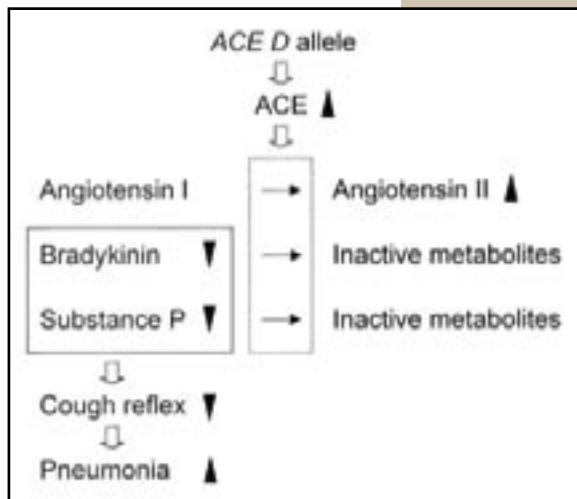 ACE D allele
ACE
Angiotensin I Angiotensin II
Bradykinin Inactive metabolites
Substance P Inactive metabolites
Cough reflex
Pneumonia